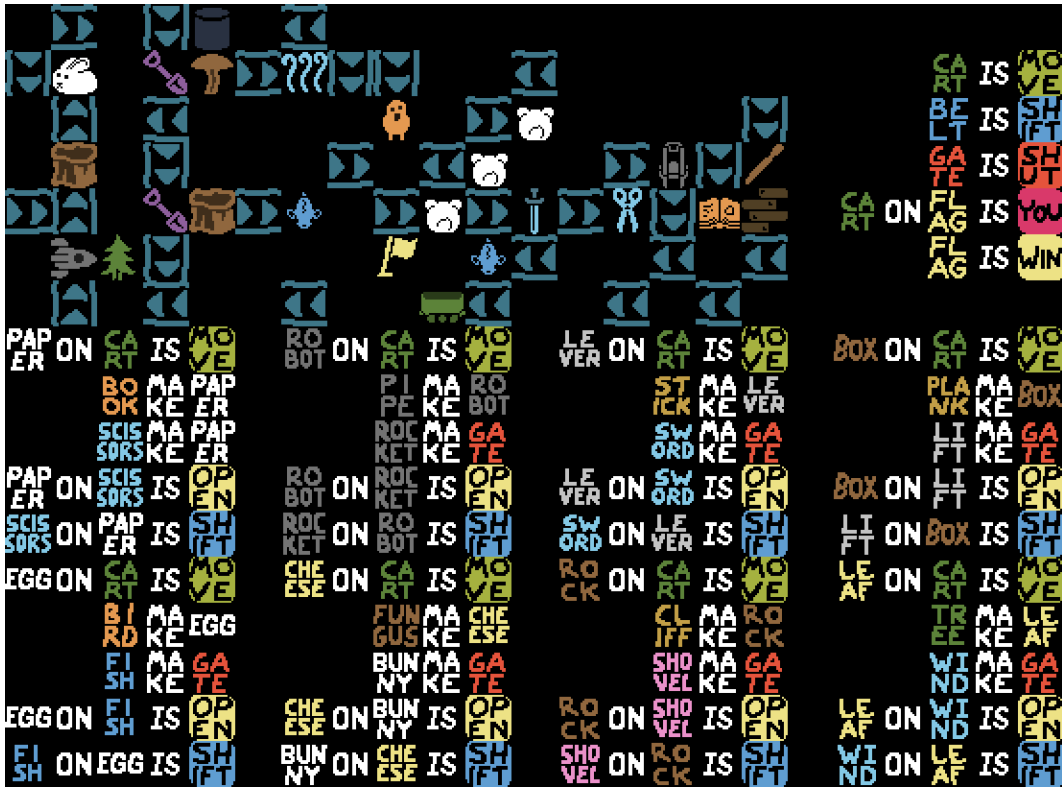 CART IS MOVE
BELT IS SHIFT
GATE IS SHUT
CART ON FLAG IS YOU
FLAG IS WIN
PAPER ON CART IS MOVE ROBOT ON CART IS MOVE LEVER ON CART IS MOVE BOX ON CART IS MOVE
BOOK MAKE PAPER PIPE MAKE ROBOT STICK MAKE LEVER PLANK MAKE BOX
SCISSORS MAKE PAPER ROCKET MAKE GATE SWORD MAKE GATE LIFT MAKE GATE
PAPER ON SCISSORS IS OPEN ROBOT ON ROCKET IS OPEN LEVER ON SWORD IS OPEN BOX ON LIFT IS OPEN
SCISSORS ON PAPER IS SHIFT ROCKET ON ROBOT IS SHIFT SWORD ON LEVER IS SHIFT LIFT ON BOX IS SHIFT
EGG ON CART IS MOVE CHEESE ON CART IS MOVE ROCK ON CART IS MOVE LEAF ON CART IS MOVE
BIRD MAKE EGG FUNGUS MAKE CHEESE CLIFF MAKE ROCK TREE MAKE LEAF
FISH MAKE GATE BUNNY MAKE GATE SHOVEL MAKE GATE WIND MAKE GATE
EGG ON FISH IS OPEN CHEESE ON BUNNY IS OPEN ROCK ON SHOVEL IS OPEN LEAF ON WIND IS OPEN
FISH ON EGG IS SHIFT BUNNY ON CHEESE IS SHIFT SHOVEL ON ROCK IS SHIFT WIND ON LEAF IS SHIFT